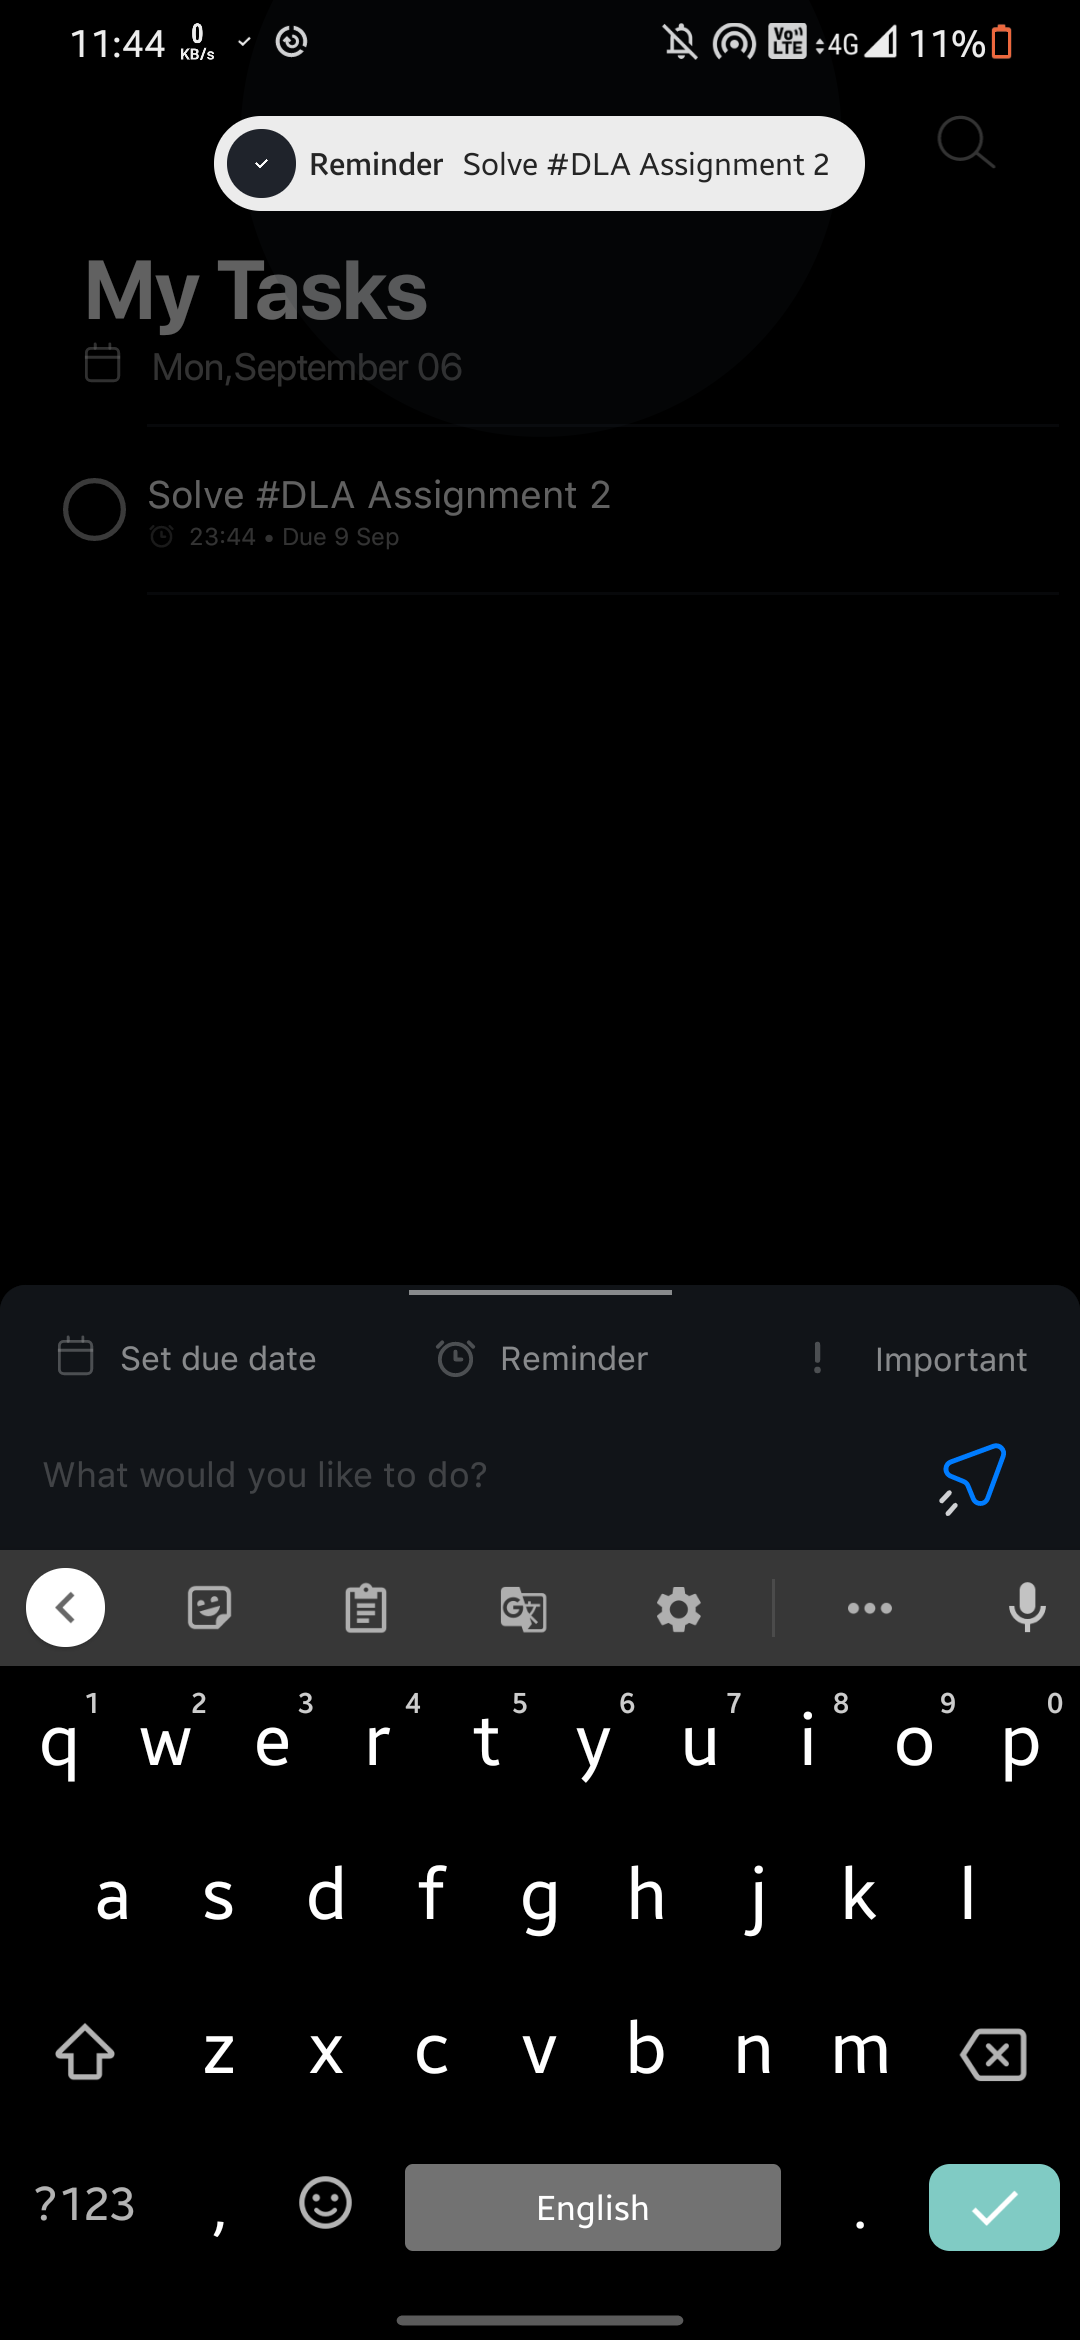 11:44 0 KB/s Vo)) LTE 4G 11%
Reminder Solve #DLA Assignment 2
My Tasks
Mon,September 06
Solve #DLA Assignment 2
23:44 • Due 9 Sep
Set due date Reminder ! Important
What would you like to do?
G 文
1 2 3 4 5 6 7 8 9 0
q w e r t y u i o p
a s d f g h j k l
z x c v b n m
?123 , English .